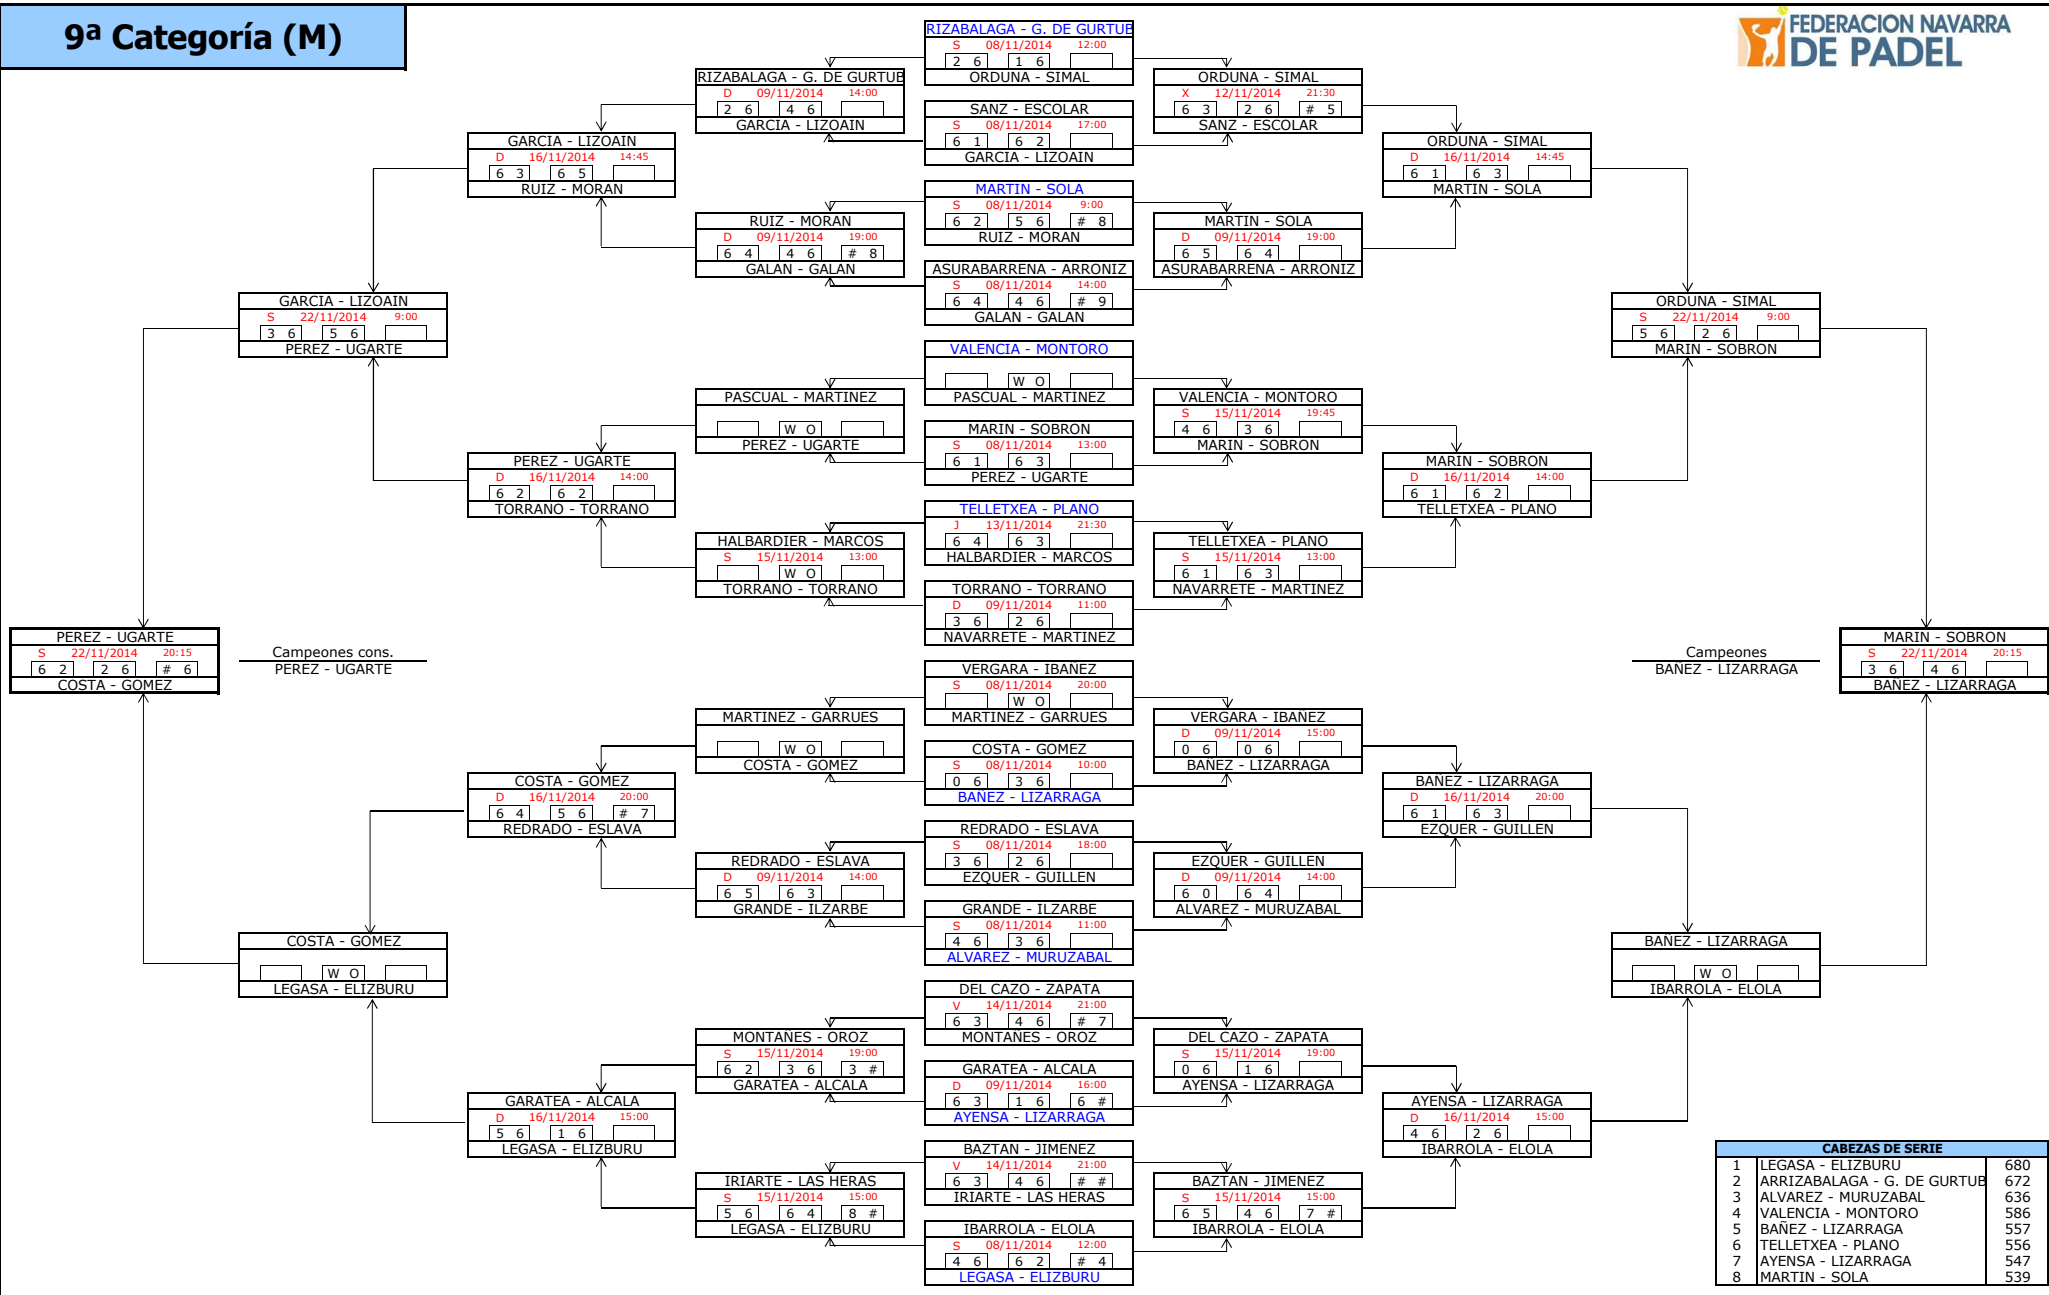 9ª Categoría (M)
FEDERACION NAVARRA
DE PADEL
PEREZ - UGARTE
S 22/11/2014 20:15
6 2 2 6 # 6
COSTA - GOMEZ
Campeones cons.
PEREZ - UGARTE
GARCIA - LIZOAIN
S 22/11/2014 9:00
3 6 5 6
PEREZ - UGARTE
COSTA - GOMEZ
W O
LEGASA - ELIZBURU
GARCIA - LIZOAIN
D 16/11/2014 14:45
6 3 6 5
RUIZ - MORAN
PEREZ - UGARTE
D 16/11/2014 14:00
6 2 6 2
TORRANO - TORRANO
COSTA - GOMEZ
D 16/11/2014 20:00
6 4 5 6 # 7
REDRADO - ESLAVA
GARATEA - ALCALA
D 16/11/2014 15:00
5 6 1 6
LEGASA - ELIZBURU
RIZABALAGA - G. DE GURTUB
D 09/11/2014 14:00
2 6 4 6
GARCIA - LIZOAIN
RUIZ - MORAN
D 09/11/2014 19:00
6 4 4 6 # 8
GALAN - GALAN
PASCUAL - MARTINEZ
W O
PEREZ - UGARTE
HALBARDIER - MARCOS
S 15/11/2014 13:00
W O
TORRANO - TORRANO
MARTINEZ - GARRUES
W O
COSTA - GOMEZ
REDRADO - ESLAVA
D 09/11/2014 14:00
6 5 6 3
GRANDE - ILZARBE
MONTAÑES - OROZ
S 15/11/2014 19:00
6 2 3 6 3 #
GARATEA - ALCALA
IRIARTE - LAS HERAS
S 15/11/2014 15:00
5 6 6 4 8 #
LEGASA - ELIZBURU
RIZABALAGA - G. DE GURTUB
S 08/11/2014 12:00
2 6 1 6
ORDUNA - SIMAL
SANZ - ESCOLAR
S 08/11/2014 17:00
6 1 6 2
GARCIA - LIZOAIN
MARTIN - SOLA
S 08/11/2014 9:00
6 2 5 6 # 8
RUIZ - MORAN
ASURABARRENA - ARRONIZ
S 08/11/2014 14:00
6 4 4 6 # 9
GALAN - GALAN
VALENCIA - MONTORO
W O
PASCUAL - MARTINEZ
MARIN - SOBRON
S 08/11/2014 13:00
6 1 6 3
PEREZ - UGARTE
TELLETXEA - PLANO
J 13/11/2014 21:30
6 4 6 3
HALBARDIER - MARCOS
TORRANO - TORRANO
D 09/11/2014 11:00
3 6 2 6
NAVARRETE - MARTINEZ
VERGARA - IBAÑEZ
S 08/11/2014 20:00
W O
MARTINEZ - GARRUES
COSTA - GOMEZ
S 08/11/2014 10:00
0 6 3 6
BAÑEZ - LIZARRAGA
REDRADO - ESLAVA
S 08/11/2014 18:00
3 6 2 6
EZQUER - GUILLEN
GRANDE - ILZARBE
S 08/11/2014 11:00
4 6 3 6
ALVAREZ - MURUZABAL
DEL CAZO - ZAPATA
V 14/11/2014 21:00
6 3 4 6 # 7
MONTAÑES - OROZ
GARATEA - ALCALA
D 09/11/2014 16:00
6 3 1 6 6 #
AYENSA - LIZARRAGA
BAZTAN - JIMENEZ
V 14/11/2014 21:00
6 3 4 6 # #
IRIARTE - LAS HERAS
IBARROLA - ELOLA
S 08/11/2014 12:00
4 6 6 2 # 4
LEGASA - ELIZBURU
ORDUNA - SIMAL
X 12/11/2014 21:30
6 3 2 6 # 5
SANZ - ESCOLAR
MARTIN - SOLA
D 09/11/2014 19:00
6 5 6 4
ASURABARRENA - ARRONIZ
VALENCIA - MONTORO
S 15/11/2014 19:45
4 6 3 6
MARIN - SOBRON
TELLETXEA - PLANO
S 15/11/2014 13:00
6 1 6 3
NAVARRETE - MARTINEZ
VERGARA - IBAÑEZ
D 09/11/2014 15:00
0 6 0 6
BAÑEZ - LIZARRAGA
EZQUER - GUILLEN
D 09/11/2014 14:00
6 0 6 4
ALVAREZ - MURUZABAL
DEL CAZO - ZAPATA
S 15/11/2014 19:00
0 6 1 6
AYENSA - LIZARRAGA
BAZTAN - JIMENEZ
S 15/11/2014 15:00
6 5 4 6 7 #
IBARROLA - ELOLA
ORDUNA - SIMAL
D 16/11/2014 14:45
6 1 6 3
MARTIN - SOLA
MARIN - SOBRON
D 16/11/2014 14:00
6 1 6 2
TELLETXEA - PLANO
BAÑEZ - LIZARRAGA
D 16/11/2014 20:00
6 1 6 3
EZQUER - GUILLEN
AYENSA - LIZARRAGA
D 16/11/2014 15:00
4 6 2 6
IBARROLA - ELOLA
ORDUNA - SIMAL
S 22/11/2014 9:00
5 6 2 6
MARIN - SOBRON
BAÑEZ - LIZARRAGA
W O
IBARROLA - ELOLA
Campeones
BAÑEZ - LIZARRAGA
MARIN - SOBRON
S 22/11/2014 20:15
3 6 4 6
BAÑEZ - LIZARRAGA
CABEZAS DE SERIE
1 LEGASA - ELIZBURU 680
2 ARRIZABALAGA - G. DE GURTUB 672
3 ALVAREZ - MURUZABAL 636
4 VALENCIA - MONTORO 586
5 BAÑEZ - LIZARRAGA 557
6 TELLETXEA - PLANO 556
7 AYENSA - LIZARRAGA 547
8 MARTIN - SOLA 539